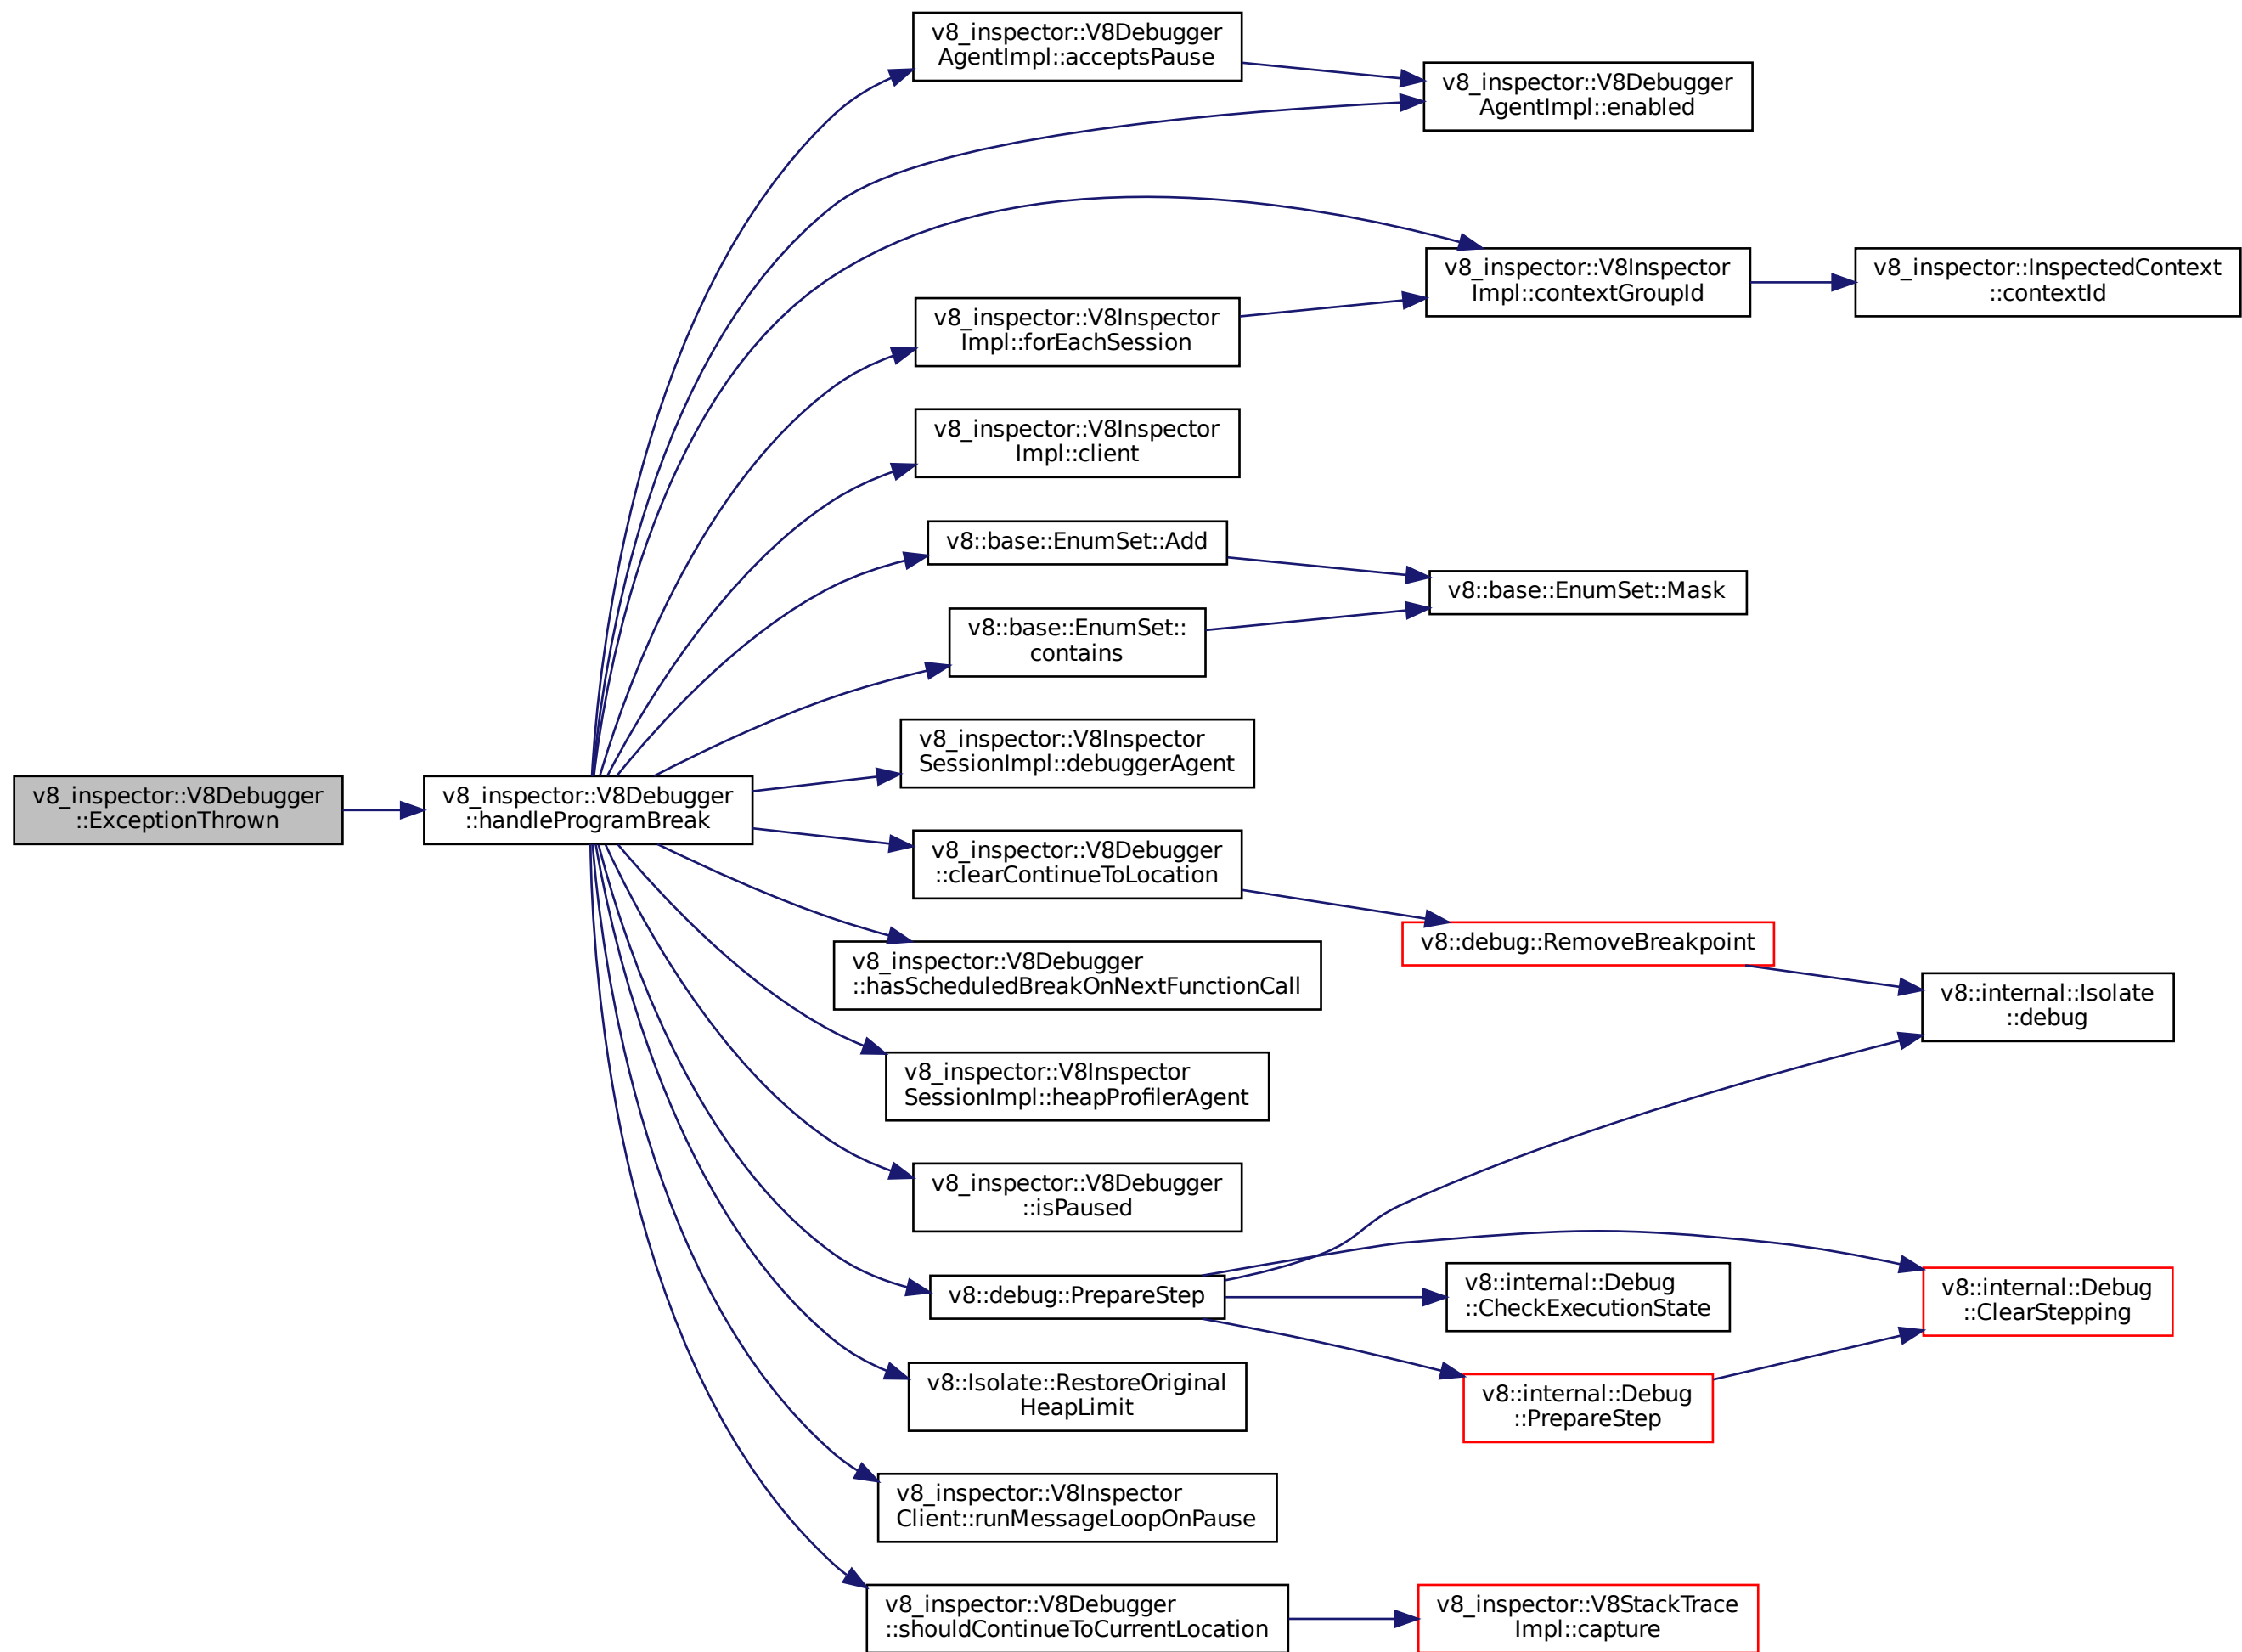 v8_inspector::V8Debugger
::ExceptionThrown
v8_inspector::V8Debugger
::handleProgramBreak
v8_inspector::V8Debugger
AgentImpl::acceptsPause
v8_inspector::V8Debugger
AgentImpl::enabled
v8_inspector::V8Inspector
Impl::contextGroupId
v8_inspector::InspectedContext
::contextId
v8_inspector::V8Inspector
Impl::forEachSession
v8_inspector::V8Inspector
Impl::client
v8::base::EnumSet::Add
v8::base::EnumSet::Mask
v8::base::EnumSet::
contains
v8_inspector::V8Inspector
SessionImpl::debuggerAgent
v8_inspector::V8Debugger
::clearContinueToLocation
v8::debug::RemoveBreakpoint
v8::internal::Isolate
::debug
v8_inspector::V8Debugger
::hasScheduledBreakOnNextFunctionCall
v8_inspector::V8Inspector
SessionImpl::heapProfilerAgent
v8_inspector::V8Debugger
::isPaused
v8::debug::PrepareStep
v8::internal::Debug
::CheckExecutionState
v8::internal::Debug
::ClearStepping
v8::internal::Debug
::PrepareStep
v8::Isolate::RestoreOriginal
HeapLimit
v8_inspector::V8Inspector
Client::runMessageLoopOnPause
v8_inspector::V8Debugger
::shouldContinueToCurrentLocation
v8_inspector::V8StackTrace
Impl::capture